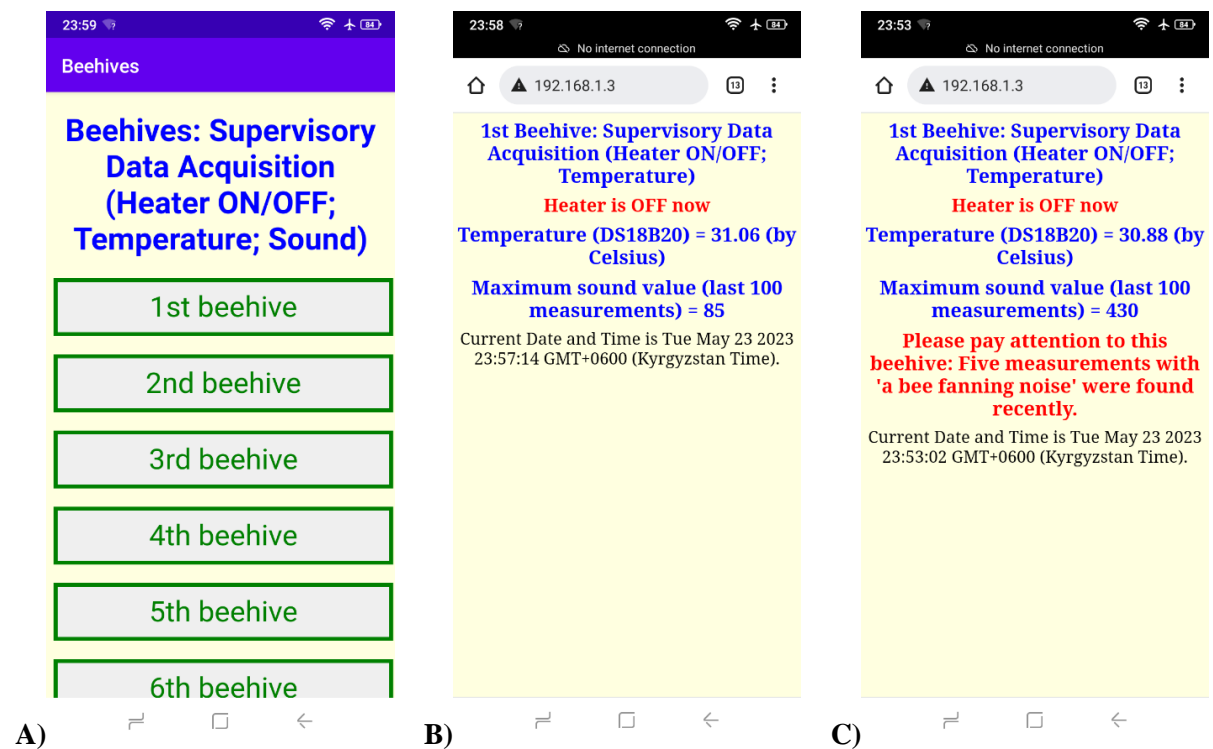 23:59
84
Beehives
Beehives: Supervisory
Data Acquisition
(Heater ON/OFF;
Temperature; Sound)
1st beehive
2nd beehive
3rd beehive
4th beehive
5th beehive
6th beehive
A)
23:58
84
No internet connection
192.168.1.3
13
1st Beehive: Supervisory Data
Acquisition (Heater ON/OFF;
Temperature)
Heater is OFF now
Temperature (DS18B20) = 31.06 (by
Celsius)
Maximum sound value (last 100
measurements) = 85
Current Date and Time is Tue May 23 2023
23:57:14 GMT+0600 (Kyrgyzstan Time).
B)
23:53
84
No internet connection
192.168.1.3
13
1st Beehive: Supervisory Data
Acquisition (Heater ON/OFF;
Temperature)
Heater is OFF now
Temperature (DS18B20) = 30.88 (by
Celsius)
Maximum sound value (last 100
measurements) = 430
Please pay attention to this
beehive: Five measurements with
'a bee fanning noise' were found
recently.
Current Date and Time is Tue May 23 2023
23:53:02 GMT+0600 (Kyrgyzstan Time).
C)